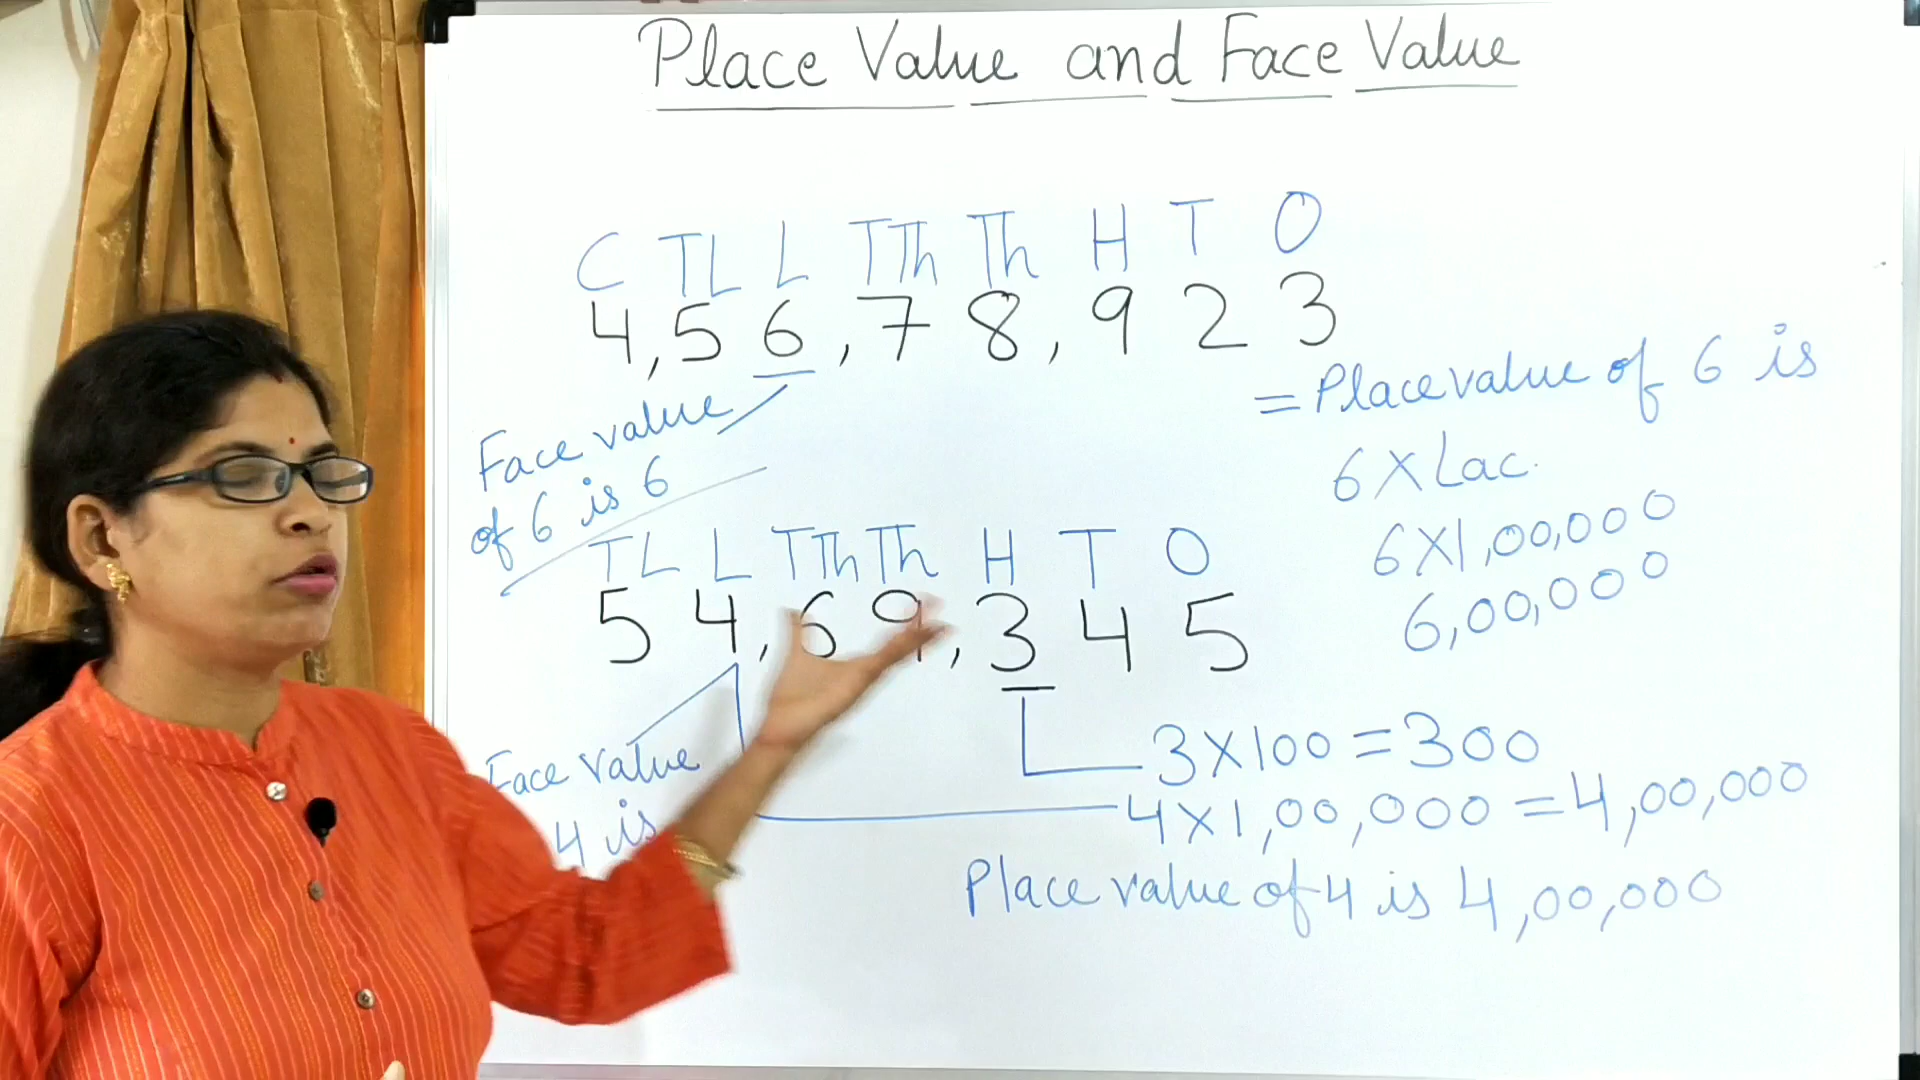 Place Value and Face Value
C TL L TTh Th H T O
4,56,78,923
Face value
of 6 is 6
= Place value of 6 is
6 X Lac.
6X1,00,000
6,00,000
TL L TTh Th H T O
54,69,345
3X100 = 300
4X1,00,000 = 4,00,000
Face value
4 is
Place value of 4 is 4,00,000